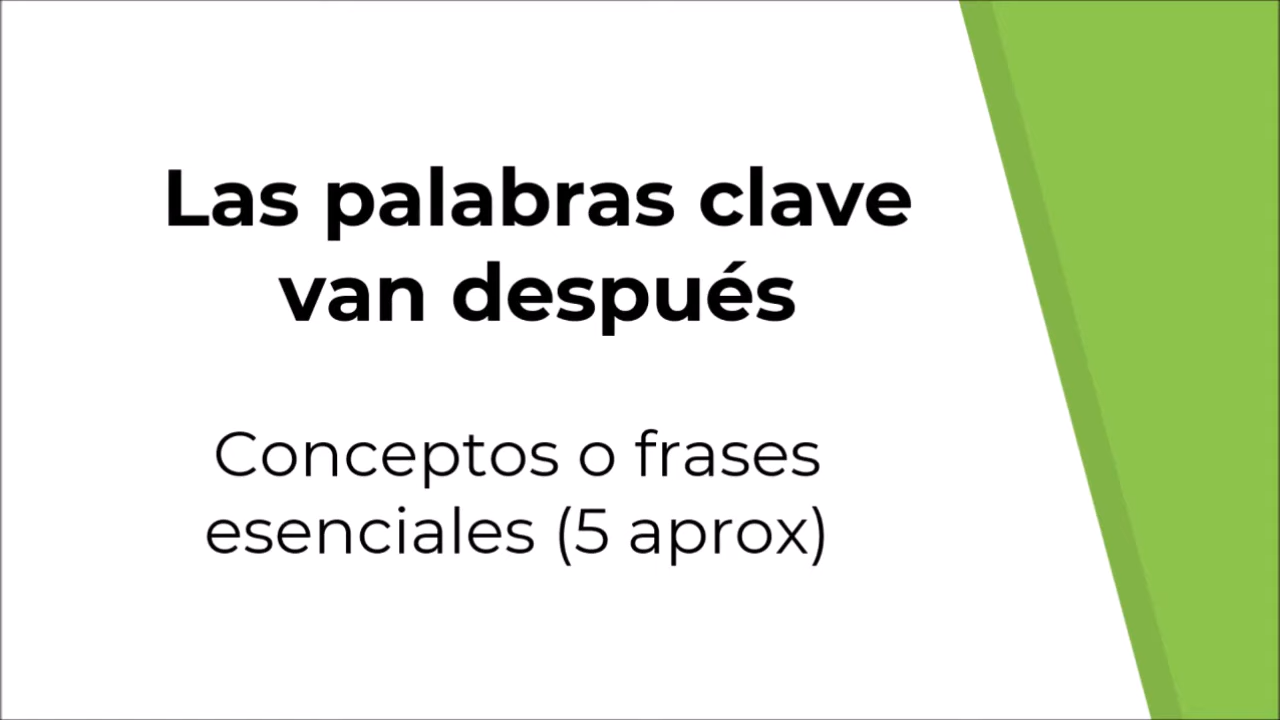 Las palabras clave
van después
Conceptos o frases
esenciales (5 aprox)